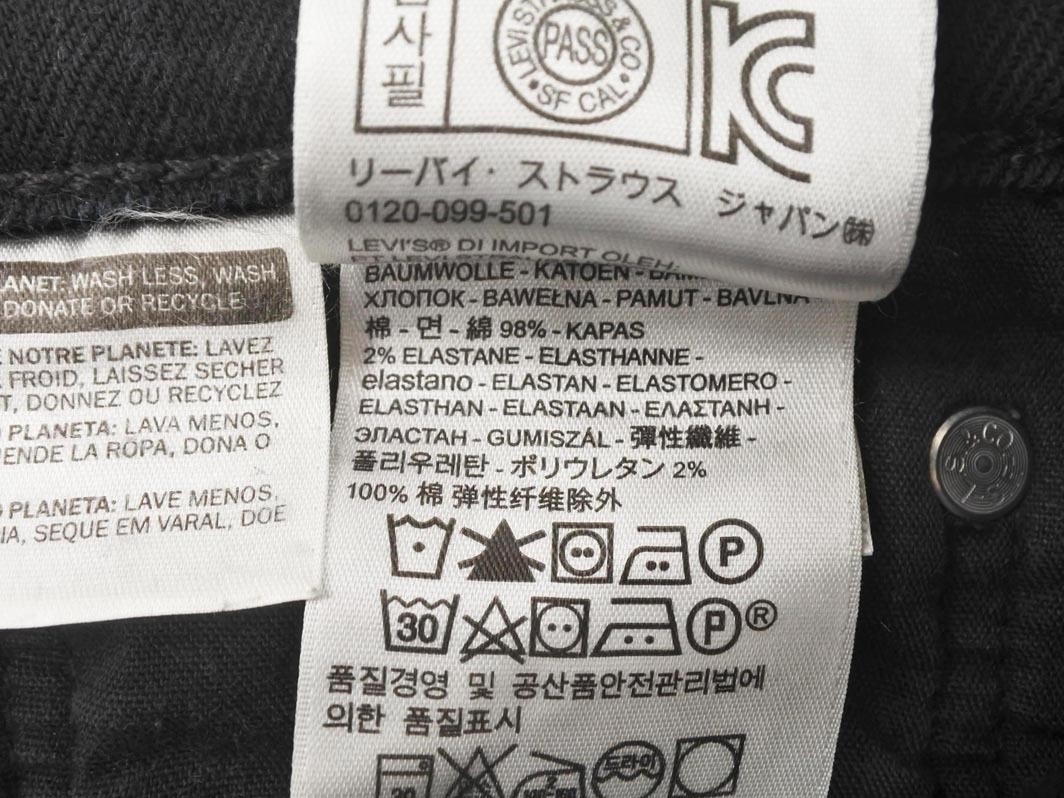 사
필
LEVI STRAUSS & CO
PASS
SF CAL
リーバイ・ストラウス ジャパン㈱
0120-099-501
LEVI'S® DI IMPORT OLEH:
PLANET: WASH LESS, WASH
DONATE OR RECYCLE
NOTRE PLANETE: LAVEZ
FROID, LAISSEZ SECHER
DONNEZ OU RECYCLEZ
PLANETA: LAVA MENOS,
LA ROPA, DONA O
PLANETA: LAVE MENOS,
SEQUE EM VARAL, DOE
BAUMWOLLE - KATOEN -
ХЛОПОК - BAWEŁNA - PAMUT - BAVLNA
棉 - 면 - 綿 98% - KAPAS
2% ELASTANE - ELASTHANNE -
elastano - ELASTAN - ELASTOMERO -
ELASTHAN - ELASTAAN - ΕΛΑΣΤΑΝΗ -
ЭЛАСТАН - GUMISZÁL - 彈性纖維 -
폴리우레탄 - ポリウレタン 2%
100% 棉 弹性纤维除外
P
30 P ®
품질경영 및 공산품안전관리법에
의한 품질표시
30 드라이
& CO